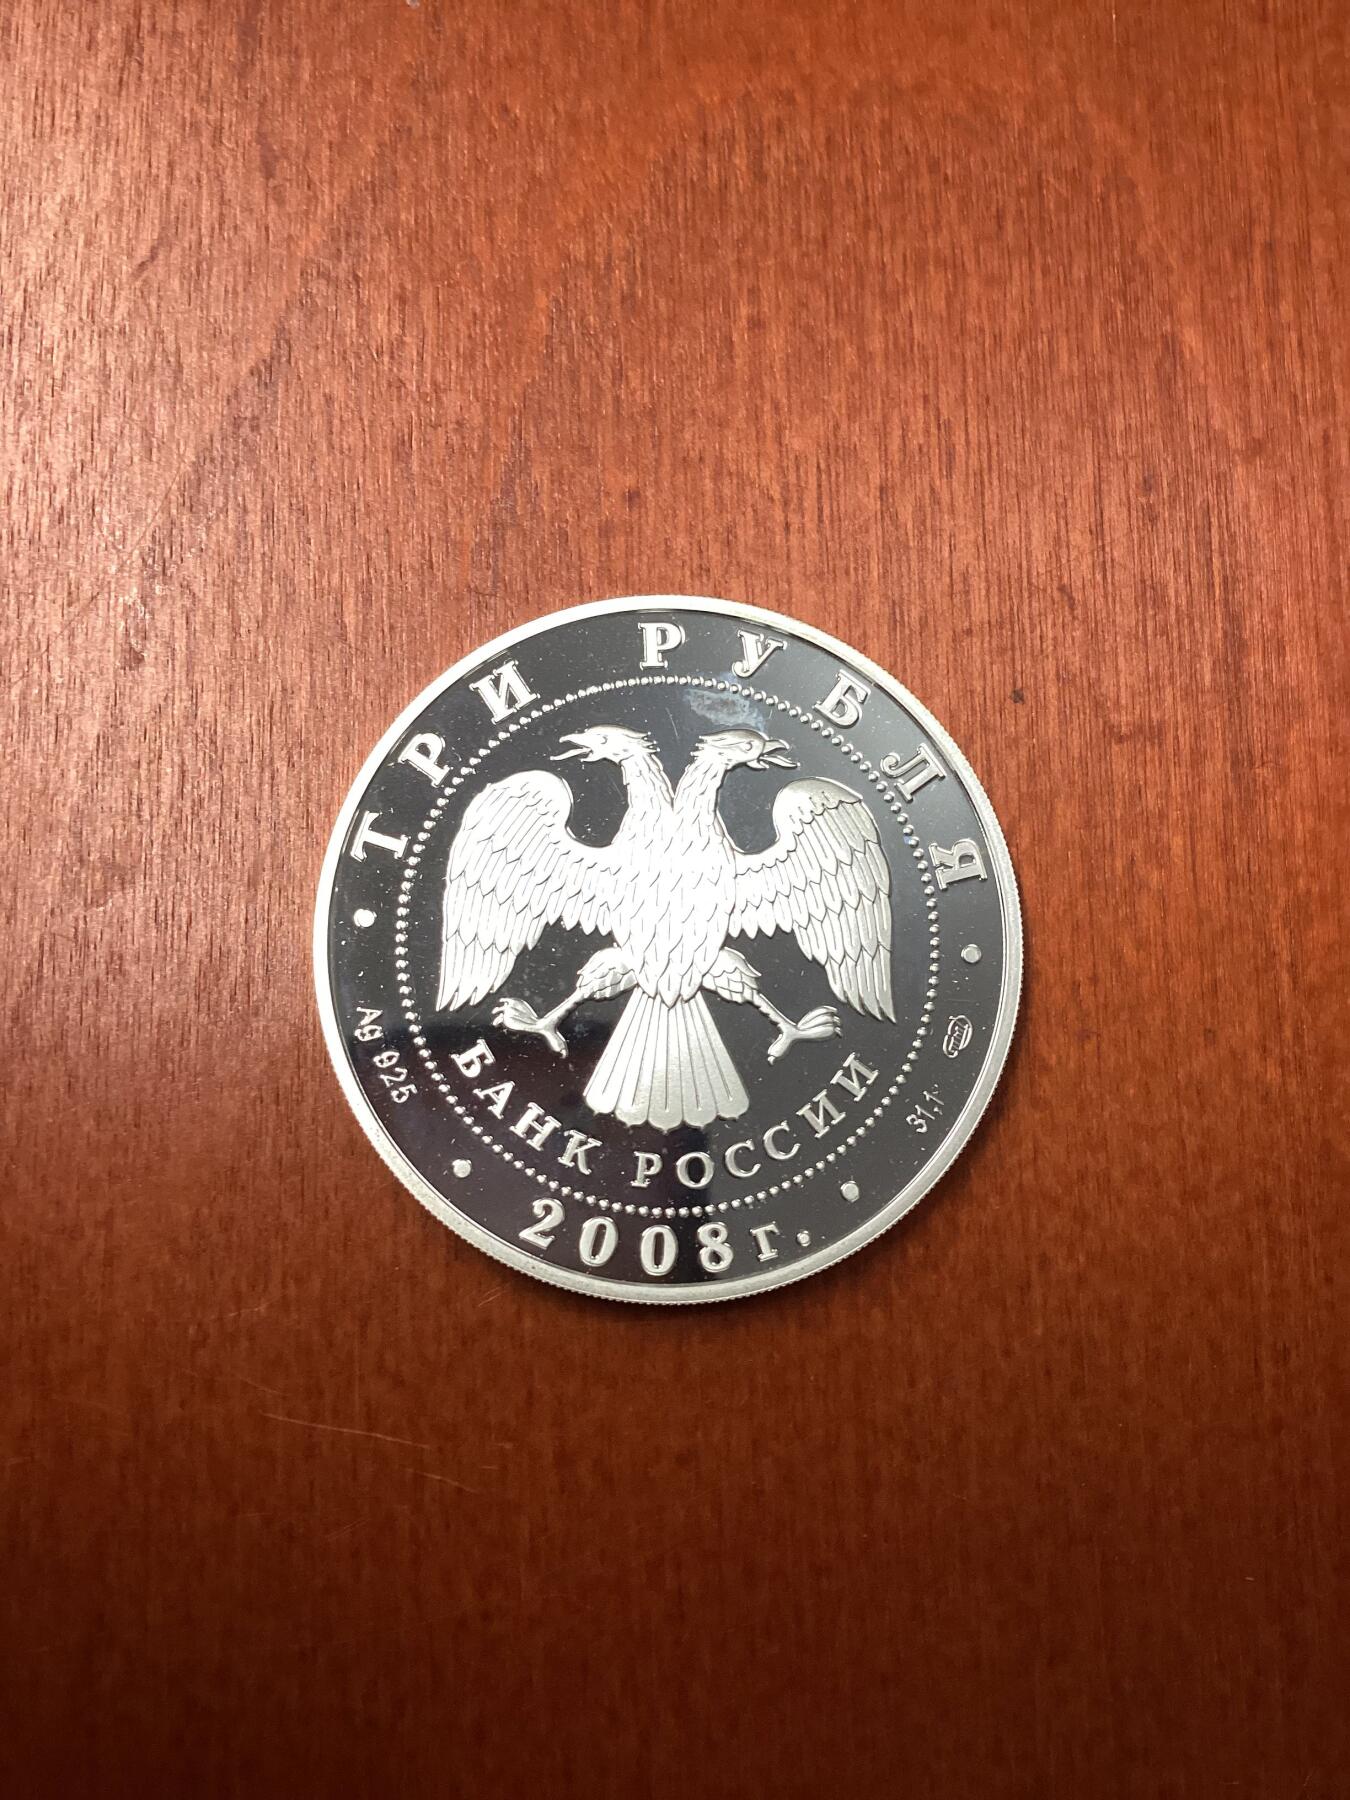 ТРИ РУБЛЯ
БАНК РОССИИ
Ag 925
31,1
2008г.